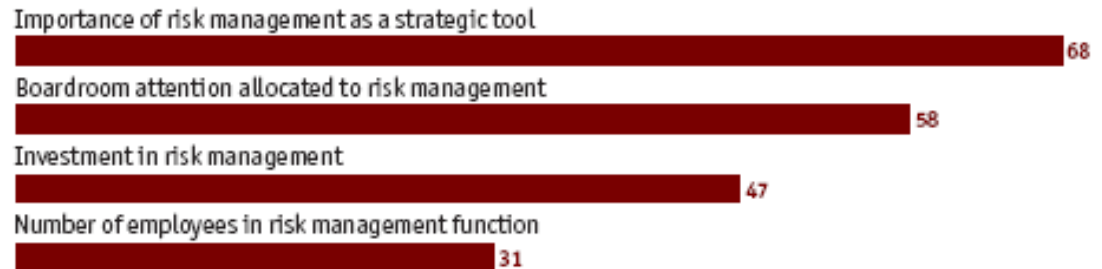 Importance of risk management as a strategic tool
68
Boardroom attention allocated to risk management
58
Investment in risk management
47
Number of employees in risk management function
31